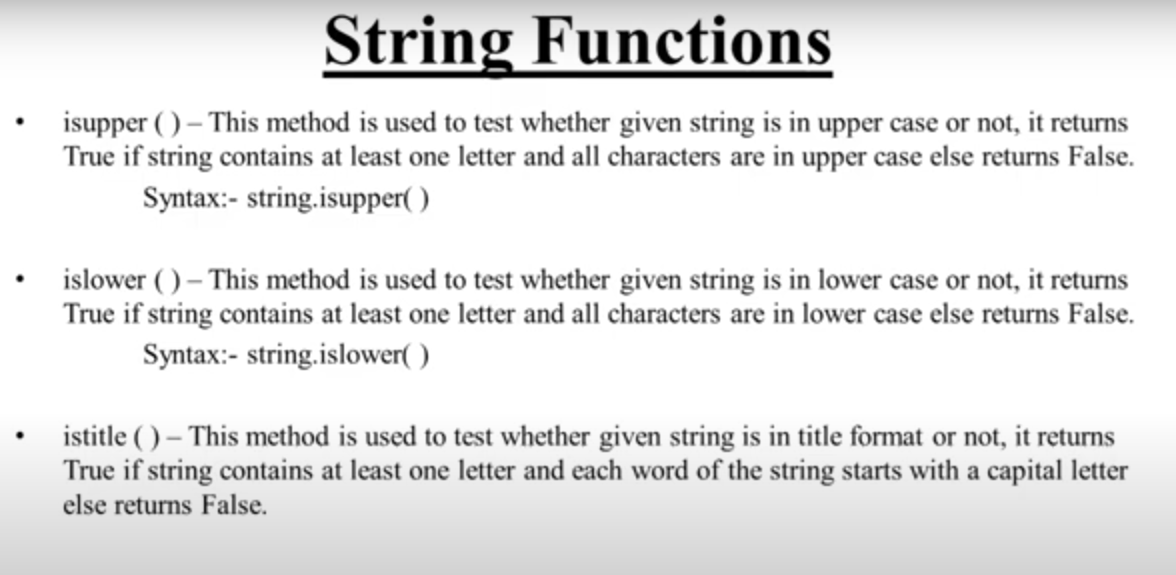 String Functions
• isupper ( ) – This method is used to test whether given string is in upper case or not, it returns
True if string contains at least one letter and all characters are in upper case else returns False.
Syntax:- string.isupper( )
• islower ( ) – This method is used to test whether given string is in lower case or not, it returns
True if string contains at least one letter and all characters are in lower case else returns False.
Syntax:- string.islower( )
• istitle ( ) – This method is used to test whether given string is in title format or not, it returns
True if string contains at least one letter and each word of the string starts with a capital letter
else returns False.